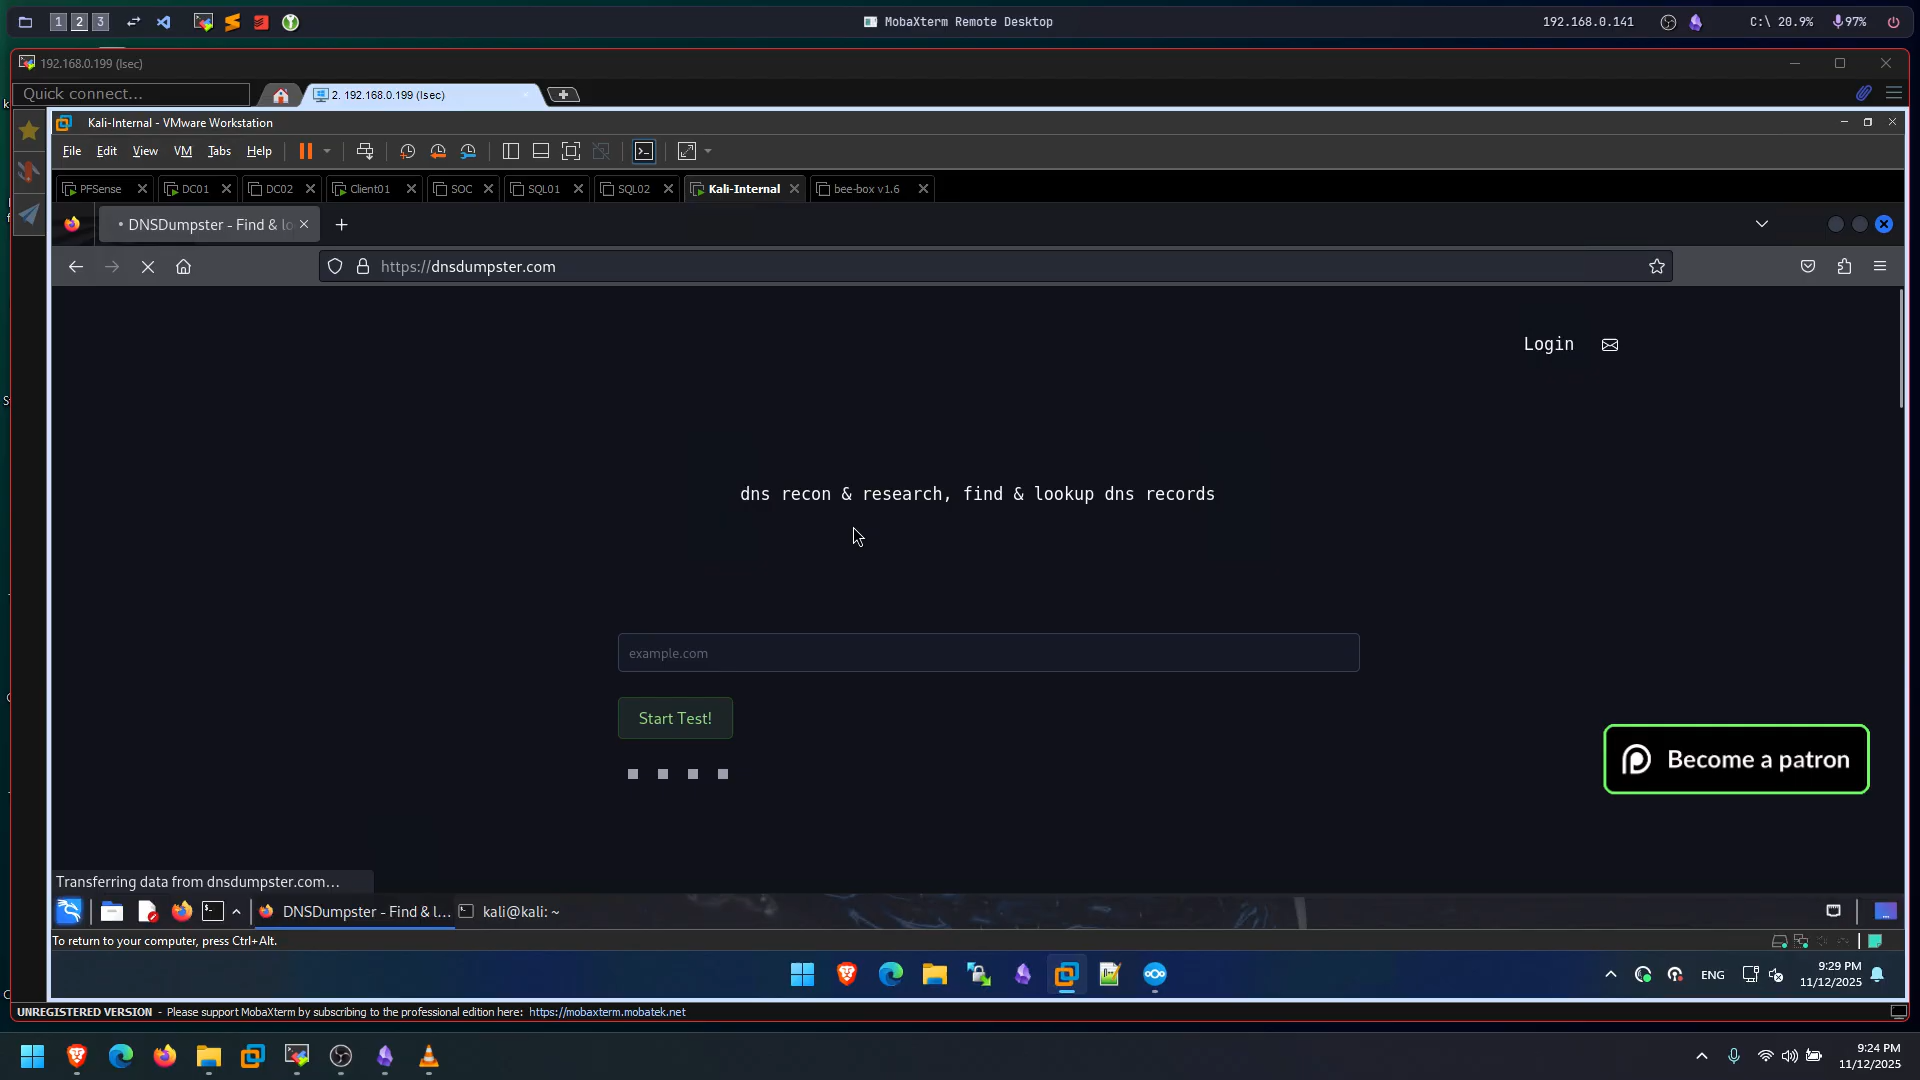 1 2 3
MobaXterm Remote Desktop
192.168.0.141
C:\ 20.9%
97%
192.168.0.199 (lsec)
Quick connect...
2. 192.168.0.199 (lsec)
Kali-Internal - VMware Workstation
File Edit View VM Tabs Help
PFSense DC01 DC02 Client01 SOC SQL01 SQL02 Kali-Internal bee-box v1.6
DNSDumpster - Find & lo
https://dnsdumpster.com
Login
dns recon & research, find & lookup dns records
example.com
Start Test!
Become a patron
Transferring data from dnsdumpster.com...
DNSDumpster - Find & l... kali@kali: ~
To return to your computer, press Ctrl+Alt.
ENG
9:29 PM
11/12/2025
UNREGISTERED VERSION - Please support MobaXterm by subscribing to the professional edition here: https://mobaxterm.mobatek.net
9:24 PM
11/12/2025